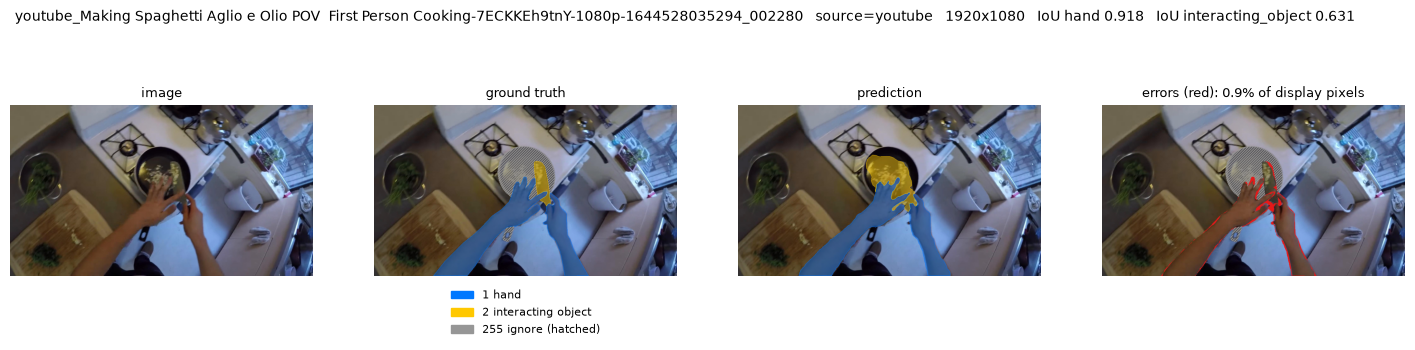 youtube_Making Spaghetti Aglio e Olio POV  First Person Cooking-7ECKKEh9tnY-1080p-1644528035294_002280   source=youtube   1920x1080   IoU hand 0.918   IoU interacting_object 0.631
image
ground truth
prediction
errors (red): 0.9% of display pixels
1 hand
2 interacting object
255 ignore (hatched)